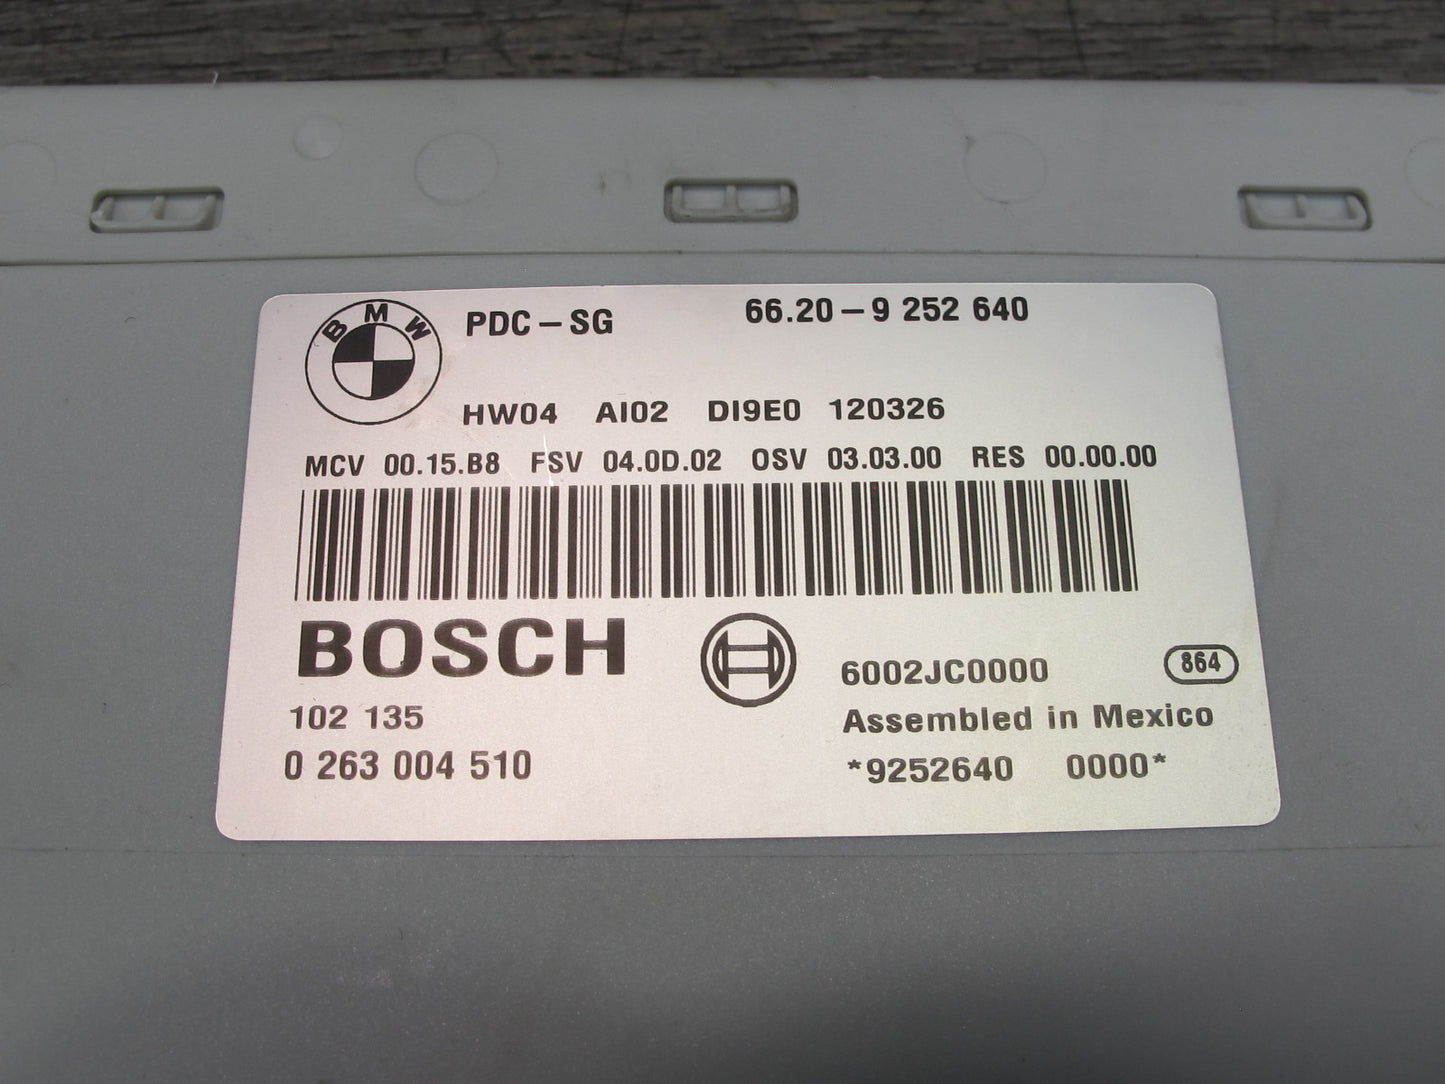 BMW PDC-SG 66.20-9 252 640
HW04 AI02 DI9E0 120326
MCV 00.15.B8 FSV 04.0D.02 OSV 03.03.00 RES 00.00.00
BOSCH
6002JC0000 864
102 135 Assembled in Mexico
0 263 004 510 *9252640 0000*